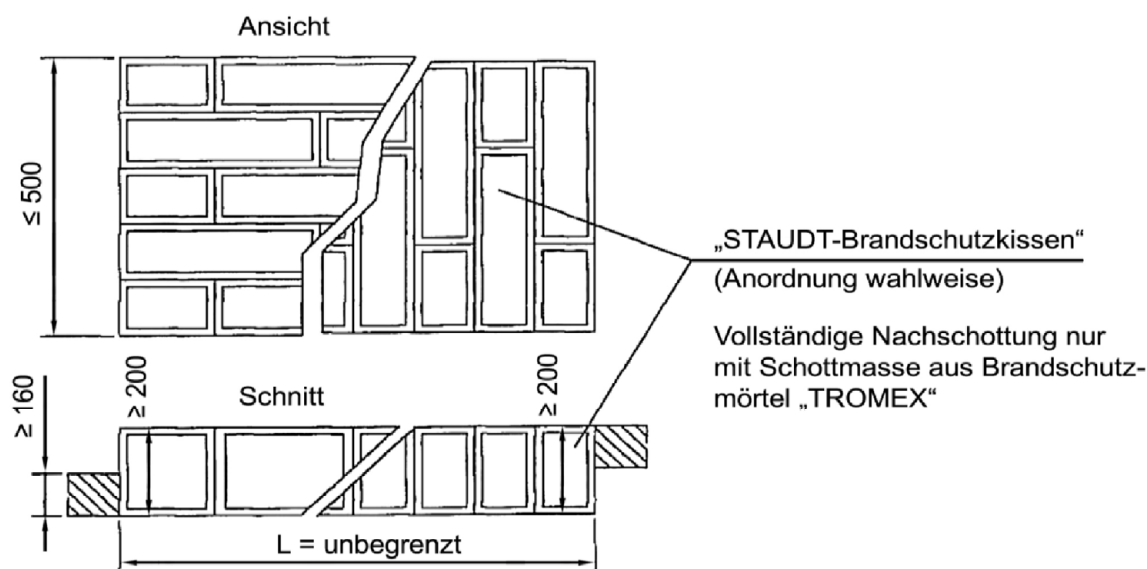 Ansicht
≤ 500
„STAUDT-Brandschutzkissen“
(Anordnung wahlweise)
Vollständige Nachschottung nur
mit Schottmasse aus Brandschutz-
mörtel „TROMEX“
≥ 160
≥ 200
Schnitt
≥ 200
L = unbegrenzt